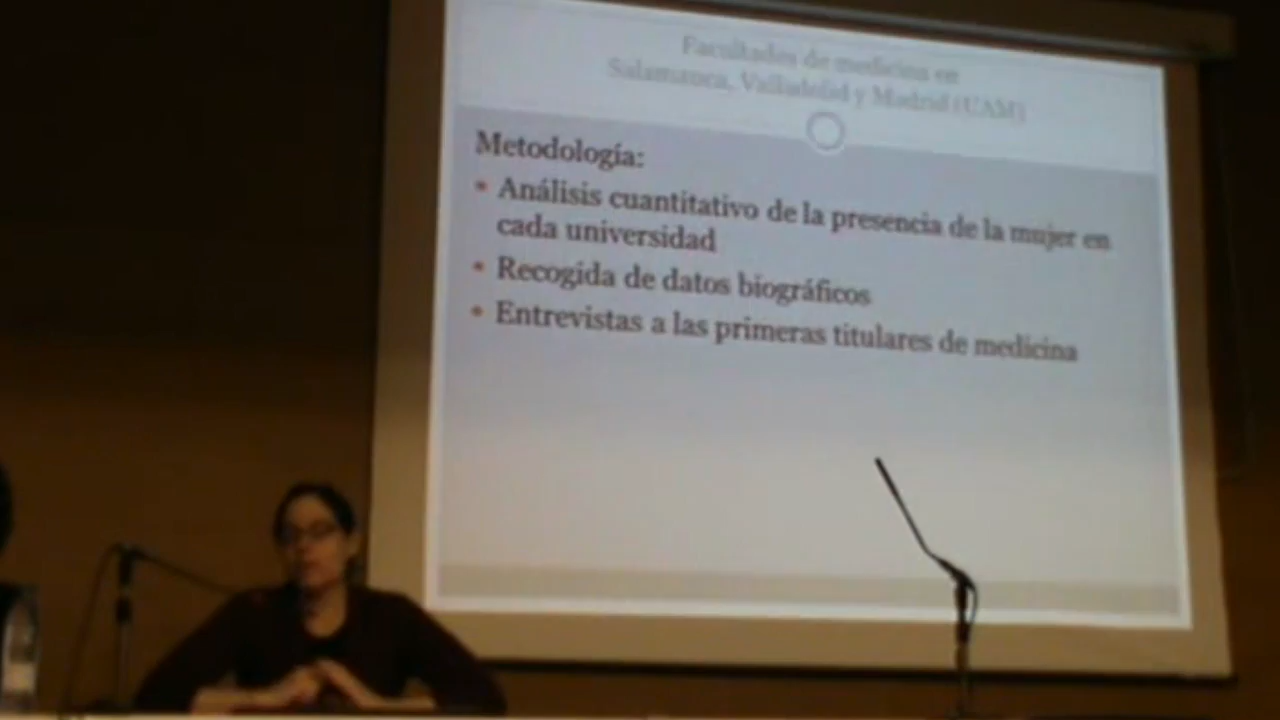 Facultades de medicina en
Salamanca, Valladolid y Madrid (UAM)
Metodología:
• Análisis cuantitativo de la presencia de la mujer en
cada universidad
• Recogida de datos biográficos
• Entrevistas a las primeras titulares de medicina